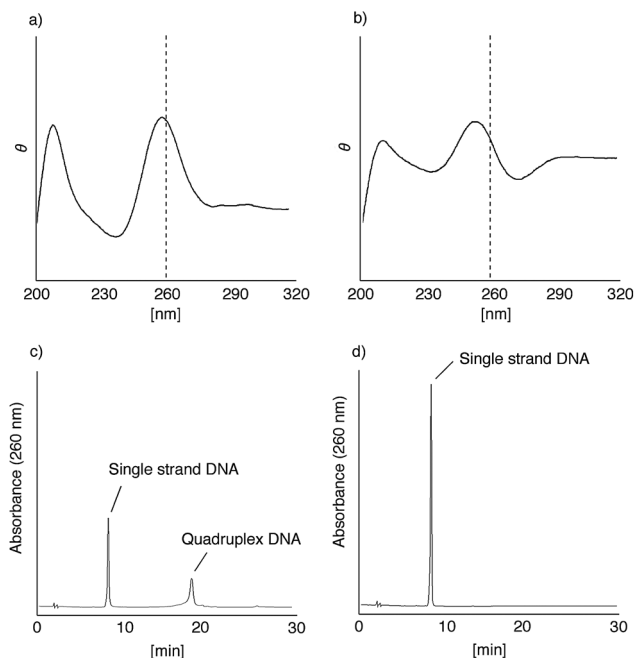 a)
θ
200 230 260 290 320
[nm]
b)
θ
200 230 260 290 320
[nm]
c)
Absorbance (260 nm)
Single strand DNA
Quadruplex DNA
0 10 20 30
[min]
d)
Absorbance (260 nm)
Single strand DNA
0 10 20 30
[min]